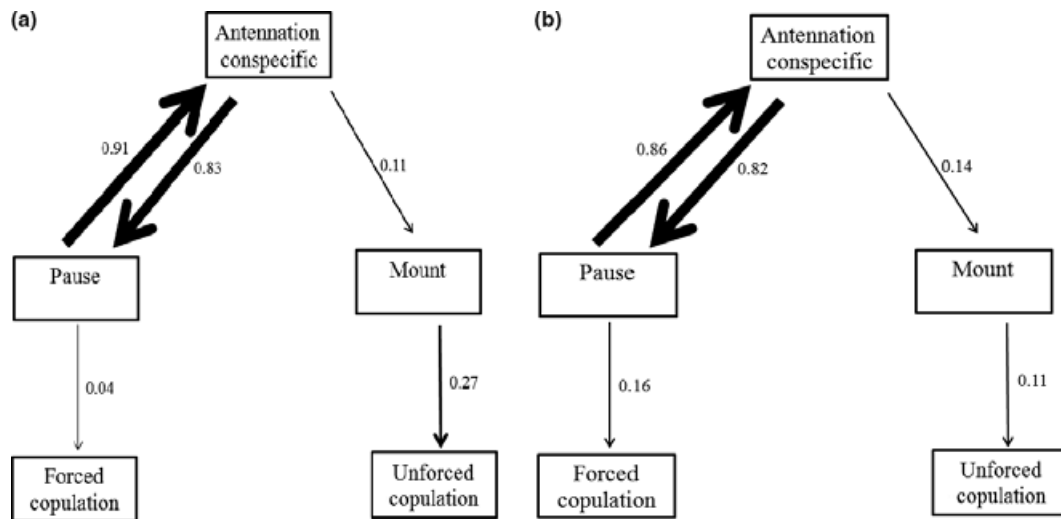 (a)
Antennation
conspecific
0.91
0.83
0.11
Pause
Mount
0.04
0.27
Forced
copulation
Unforced
copulation
(b)
Antennation
conspecific
0.86
0.82
0.14
Pause
Mount
0.16
0.11
Forced
copulation
Unforced
copulation